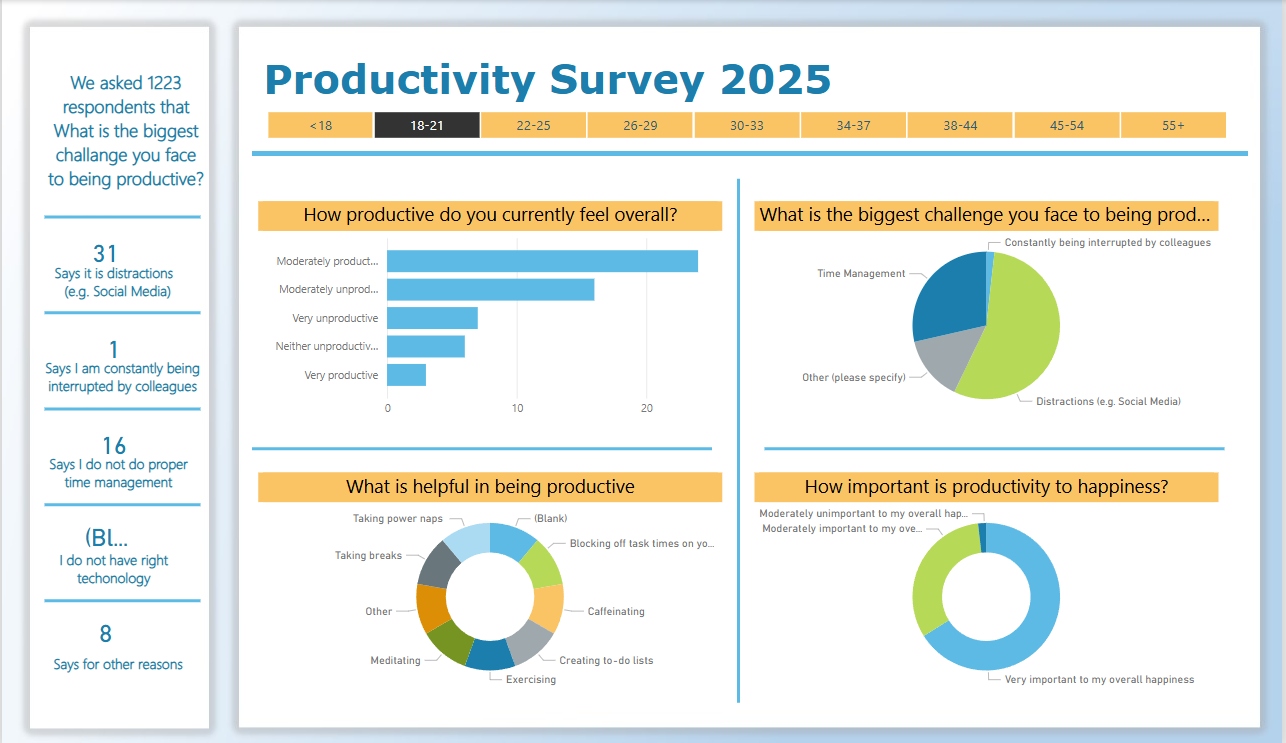 We asked 1223
respondents that
What is the biggest
challange you face
to being productive?
31
Says it is distractions
(e.g. Social Media)
1
Says I am constantly being
interrupted by colleagues
16
Says I do not do proper
time management
(Bl...
I do not have right
techonology
8
Says for other reasons
Productivity Survey 2025
<18 18-21 22-25 26-29 30-33 34-37 38-44 45-54 55+
How productive do you currently feel overall?
Moderately product...
Moderately unprod...
Very unproductive
Neither unproductiv...
Very productive
0 10 20
What is the biggest challenge you face to being prod...
Constantly being interrupted by colleagues
Time Management
Other (please specify)
Distractions (e.g. Social Media)
What is helpful in being productive
Taking power naps
(Blank)
Blocking off task times on yo...
Taking breaks
Other
Caffeinating
Meditating
Creating to-do lists
Exercising
How important is productivity to happiness?
Moderately unimportant to my overall hap...
Moderately important to my ove...
Very important to my overall happiness